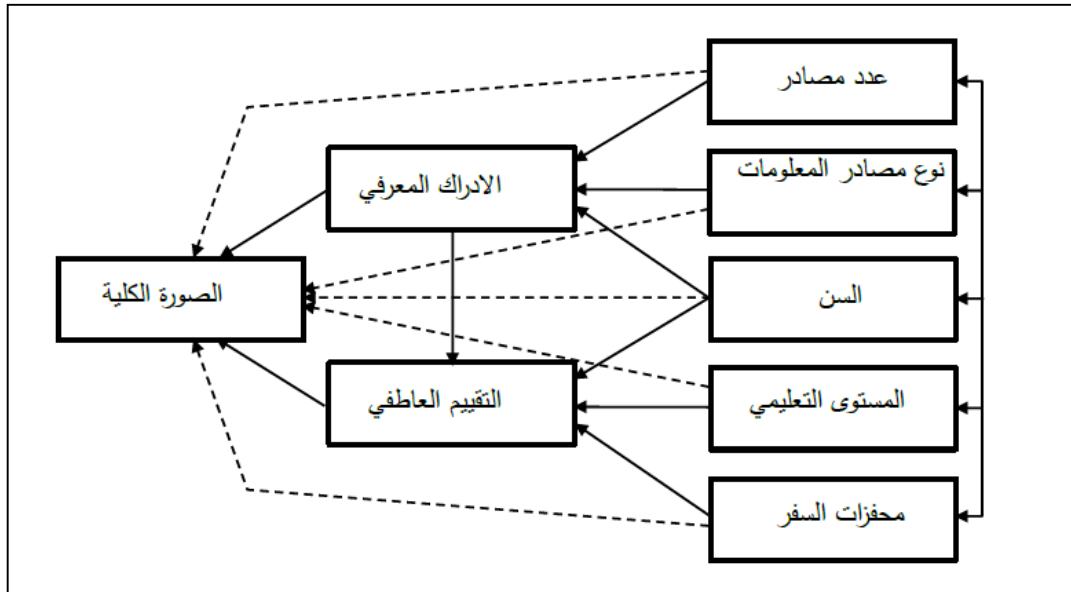 عدد مصادر
نوع مصادر المعلومات
الادراك المعرفي
السن
الصورة الكلية
المستوى التعليمي
التقييم العاطفي
محفزات السفر